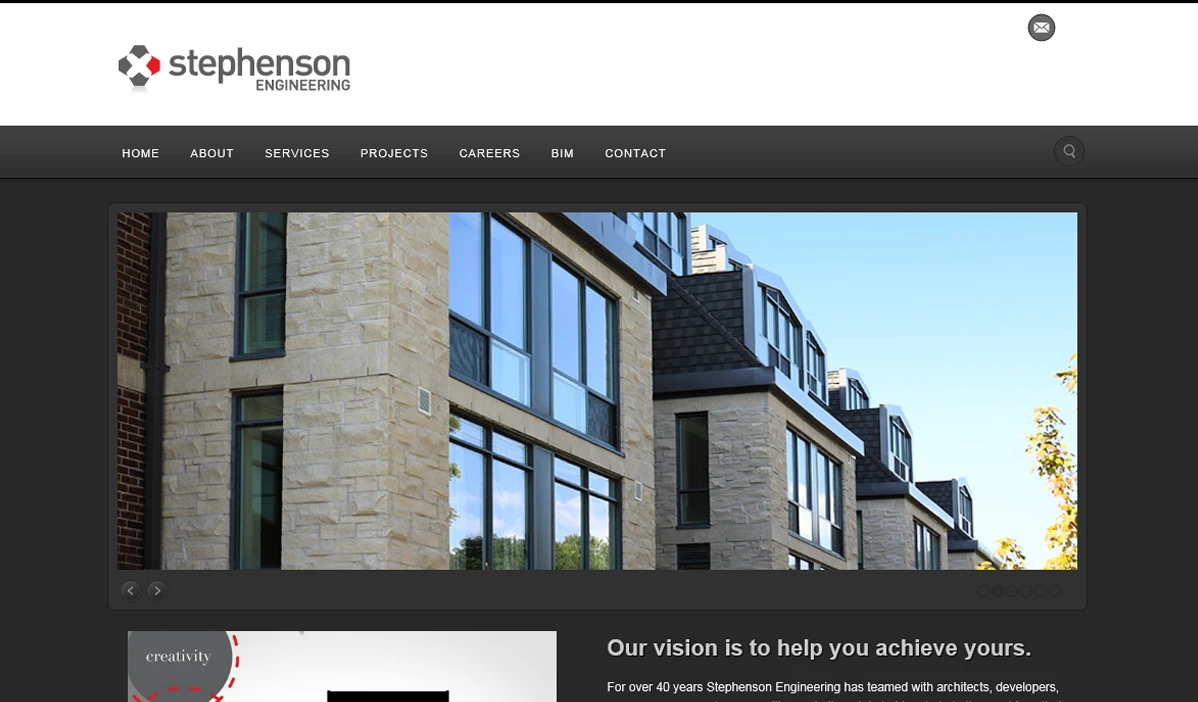 stephenson
ENGINEERING
HOME ABOUT SERVICES PROJECTS CAREERS BIM CONTACT
creativity
Our vision is to help you achieve yours.
For over 40 years Stephenson Engineering has teamed with architects, developers,